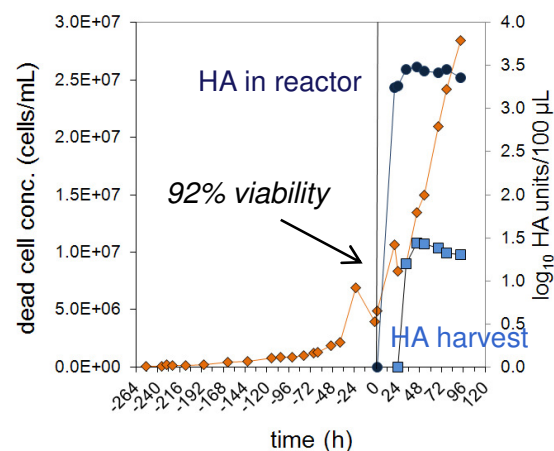 dead cell conc. (cells/mL)
3.0E+07
2.5E+07
2.0E+07
1.5E+07
1.0E+07
5.0E+06
0.0E+00
HA in reactor
92% viability
HA harvest
4.0
3.5
3.0
2.5
2.0
1.5
1.0
0.5
0.0
log10 HA units/100 µL
-264
-240
-216
-192
-168
-144
-120
-96
-72
-48
-24
0
24
48
72
96
120
time (h)